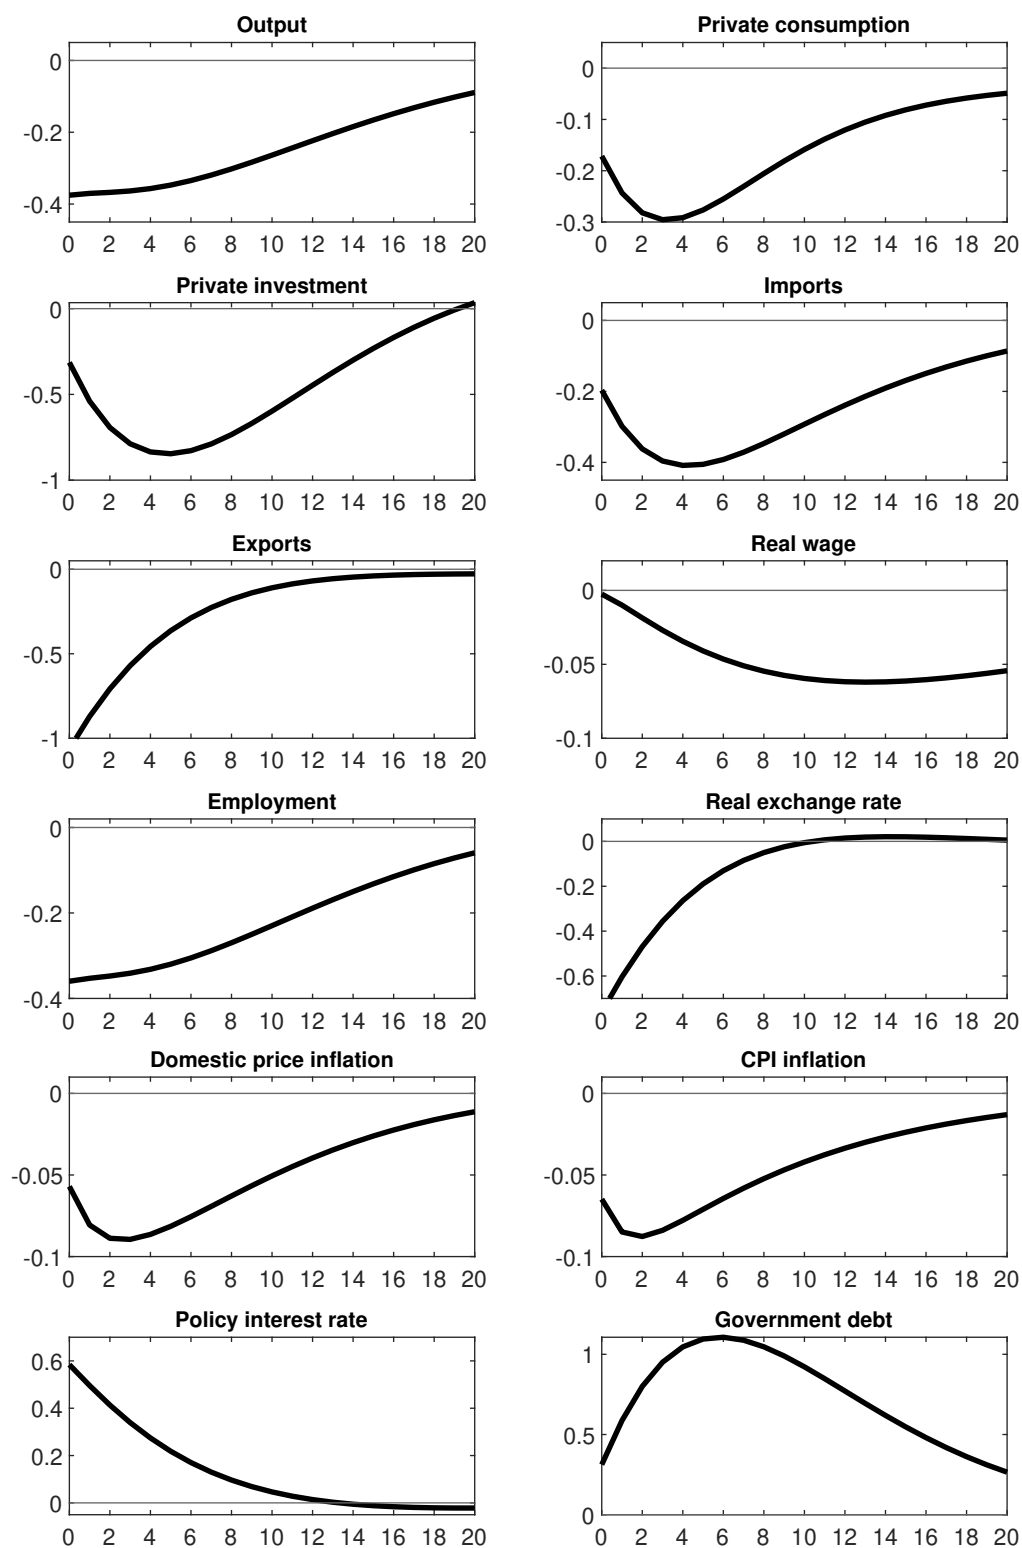 Output
0
-0.2
-0.4
0 2 4 6 8 10 12 14 16 18 20
Private consumption
0
-0.1
-0.2
-0.3
0 2 4 6 8 10 12 14 16 18 20
Private investment
0
-0.5
-1
0 2 4 6 8 10 12 14 16 18 20
Imports
0
-0.2
-0.4
0 2 4 6 8 10 12 14 16 18 20
Exports
0
-0.5
-1
0 2 4 6 8 10 12 14 16 18 20
Real wage
0
-0.05
-0.1
0 2 4 6 8 10 12 14 16 18 20
Employment
0
-0.2
-0.4
0 2 4 6 8 10 12 14 16 18 20
Real exchange rate
0
-0.2
-0.4
-0.6
0 2 4 6 8 10 12 14 16 18 20
Domestic price inflation
0
-0.05
-0.1
0 2 4 6 8 10 12 14 16 18 20
CPI inflation
0
-0.05
-0.1
0 2 4 6 8 10 12 14 16 18 20
Policy interest rate
0.6
0.4
0.2
0
0 2 4 6 8 10 12 14 16 18 20
Government debt
1
0.5
0
0 2 4 6 8 10 12 14 16 18 20